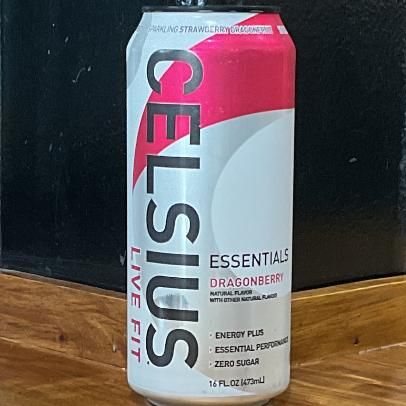 SPARKLING STRAWBERRY DRAGONFRUIT
CELSIUS
LIVE FIT
ESSENTIALS
DRAGONBERRY
NATURAL FLAVOR
WITH OTHER NATURAL FLAVORS
· ENERGY PLUS
· ESSENTIAL PERFORMANCE
· ZERO SUGAR
16 FL. OZ (473mL)